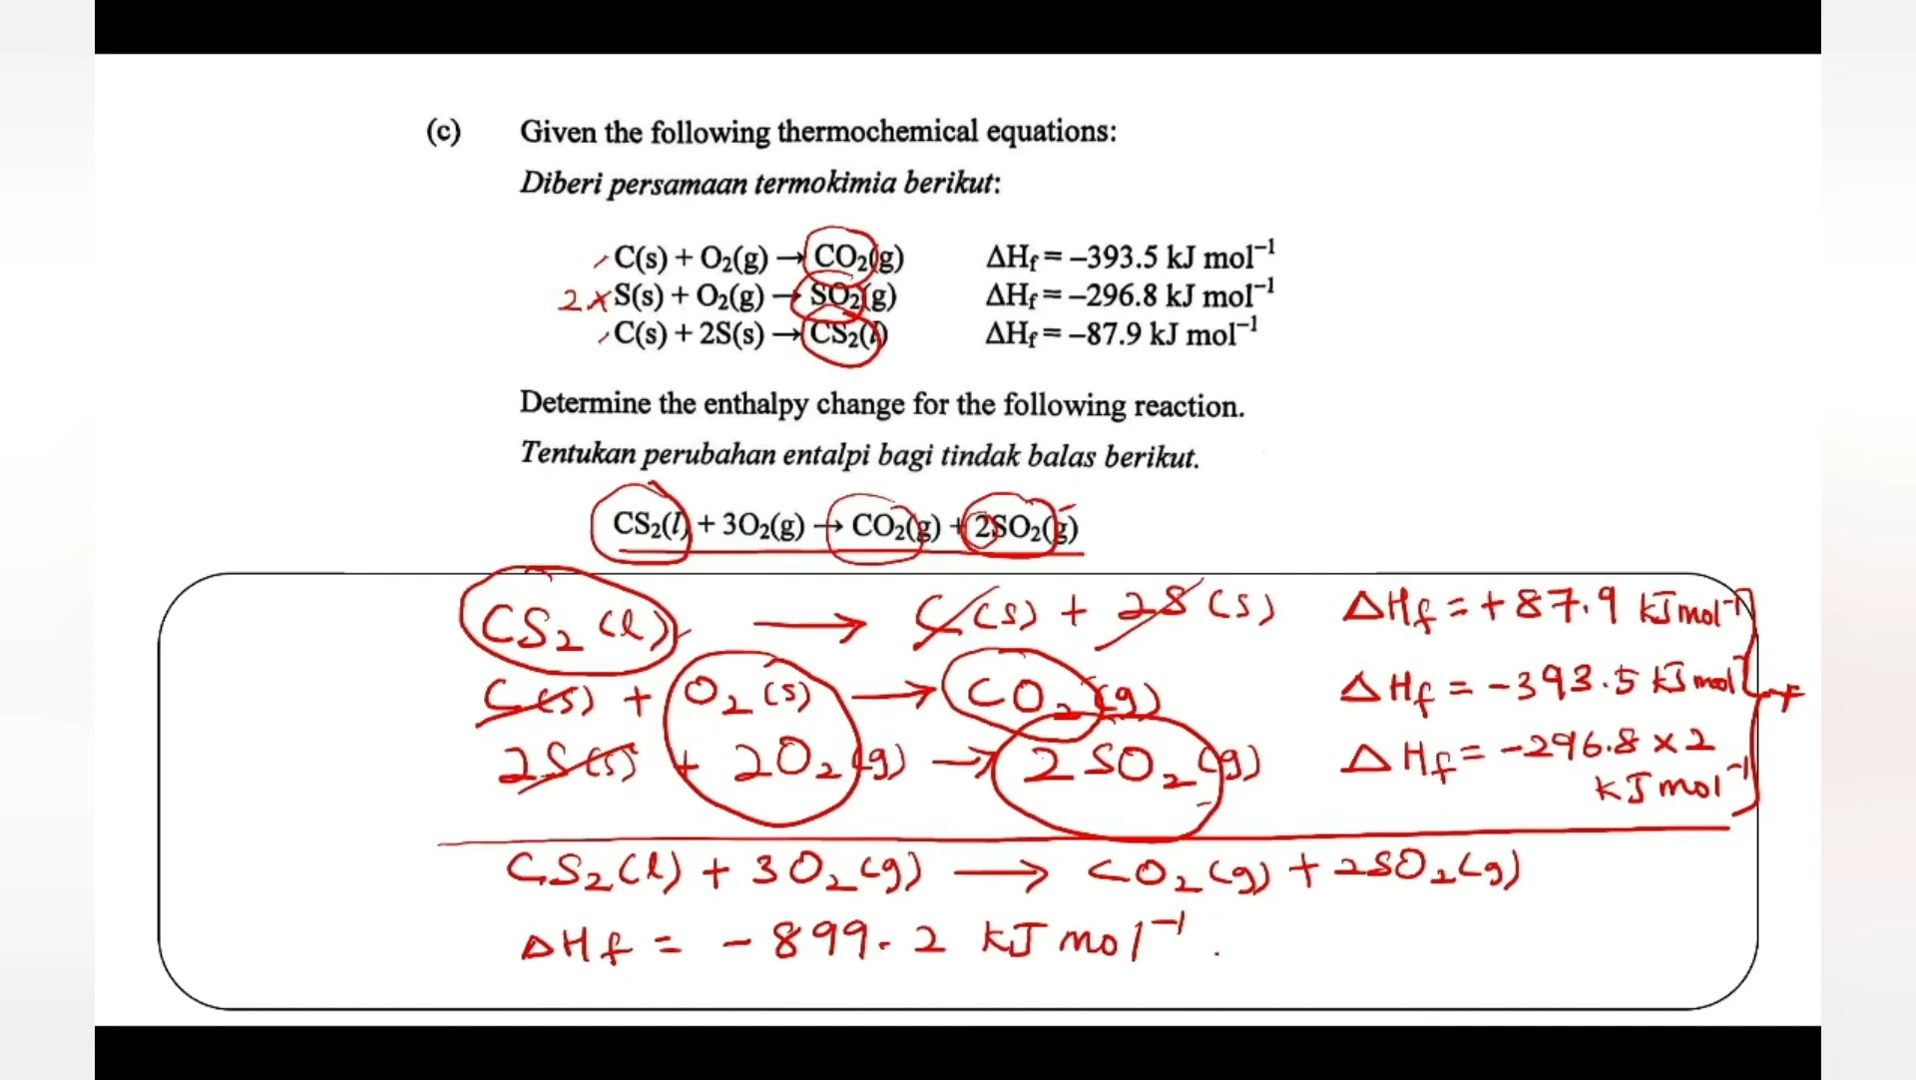 (c) Given the following thermochemical equations:
Diberi persamaan termokimia berikut:
C(s) + O₂(g) → CO₂(g) ΔHf = –393.5 kJ mol⁻¹
2 × S(s) + O₂(g) → SO₂(g) ΔHf = –296.8 kJ mol⁻¹
C(s) + 2S(s) → CS₂(l) ΔHf = –87.9 kJ mol⁻¹
Determine the enthalpy change for the following reaction.
Tentukan perubahan entalpi bagi tindak balas berikut.
CS₂(l) + 3O₂(g) → CO₂(g) + 2SO₂(g)
CS₂ (l) → C(s) + 2S (s) ΔHf = + 87.9 kJ mol⁻¹
C(s) + O₂ (s) → CO₂ (g) ΔHf = -393.5 kJ mol⁻¹ +
2S(s) + 2O₂ (g) → 2SO₂ (g) ΔHf = -296.8 × 2
kJ mol⁻¹
CS₂(l) + 3O₂(g) → CO₂(g) + 2SO₂(g)
ΔHf = - 899.2 kJ mol⁻¹.